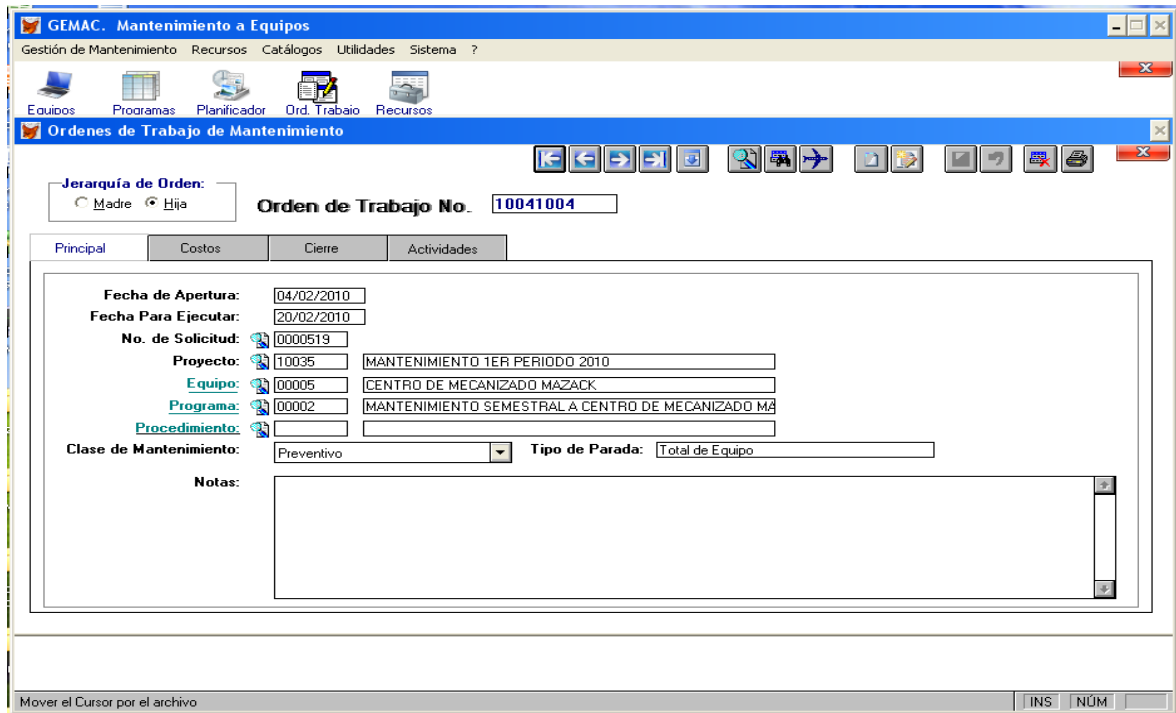 GEMAC. Mantenimiento a Equipos
Gestión de Mantenimiento Recursos Catálogos Utilidades Sistema ?
Equipos Programas Planificador Ord. Trabajo Recursos
Ordenes de Trabajo de Mantenimiento
Jerarquía de Orden:
Madre Hija
Orden de Trabajo No. 10041004
Principal Costos Cierre Actividades
Fecha de Apertura: 04/02/2010
Fecha Para Ejecutar: 20/02/2010
No. de Solicitud: 0000519
Proyecto: 10035 MANTENIMIENTO 1ER PERIODO 2010
Equipo: 00005 CENTRO DE MECANIZADO MAZACK
Programa: 00002 MANTENIMIENTO SEMESTRAL A CENTRO DE MECANIZADO MA
Procedimiento:
Clase de Mantenimiento: Preventivo Tipo de Parada: Total de Equipo
Notas:
Mover el Cursor por el archivo INS NÚM